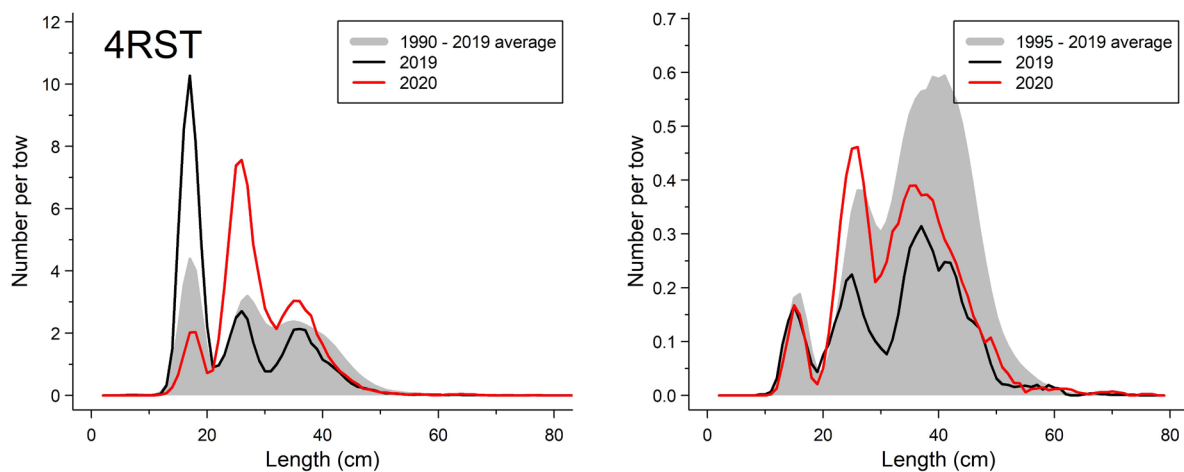 4RST
1990 - 2019 average
2019
2020
Number per tow
12
10
8
6
4
2
0
0 20 40 60 80
Length (cm)
1995 - 2019 average
2019
2020
Number per tow
0.7
0.6
0.5
0.4
0.3
0.2
0.1
0.0
0 20 40 60 80
Length (cm)